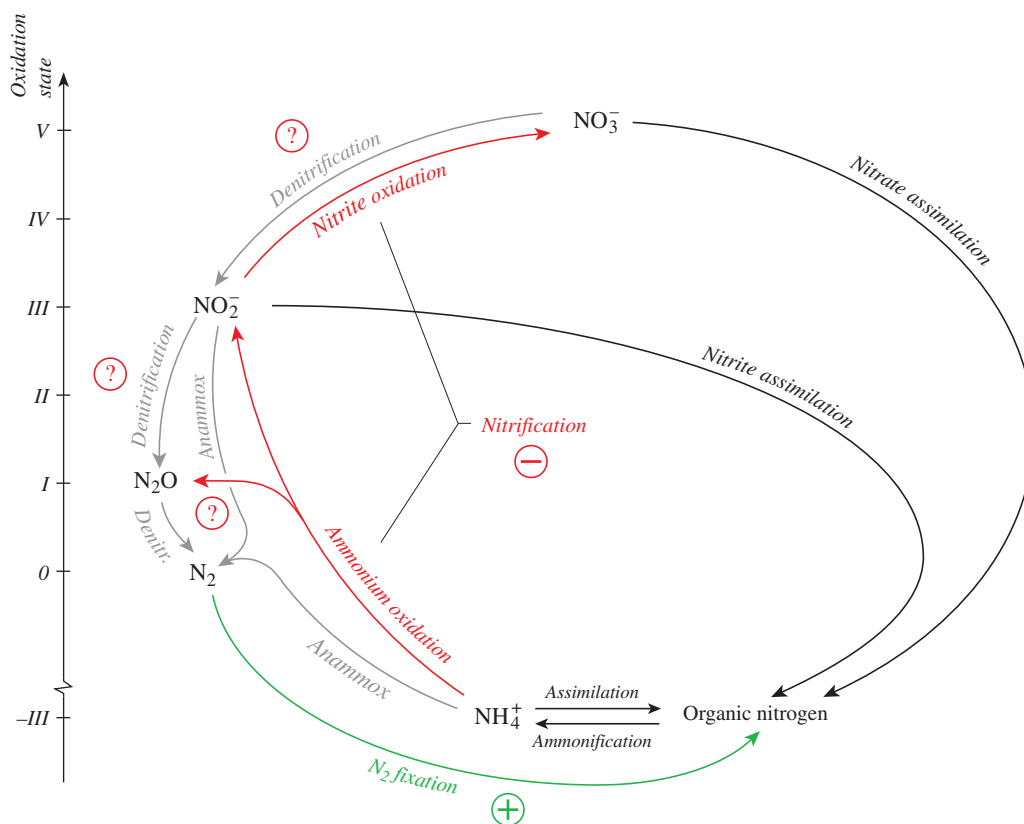 Oxidation
state
V
IV
III
II
I
0
–III
?
Denitrification
NO₃⁻
Nitrite oxidation
Nitrate assimilation
NO₂⁻
Nitrite assimilation
?
Denitrification
Anammox
Nitrification
−
N₂O
?
Denitr.
N₂
Ammonium oxidation
Anammox
NH₄⁺
Assimilation
Ammonification
Organic nitrogen
N₂ fixation
+